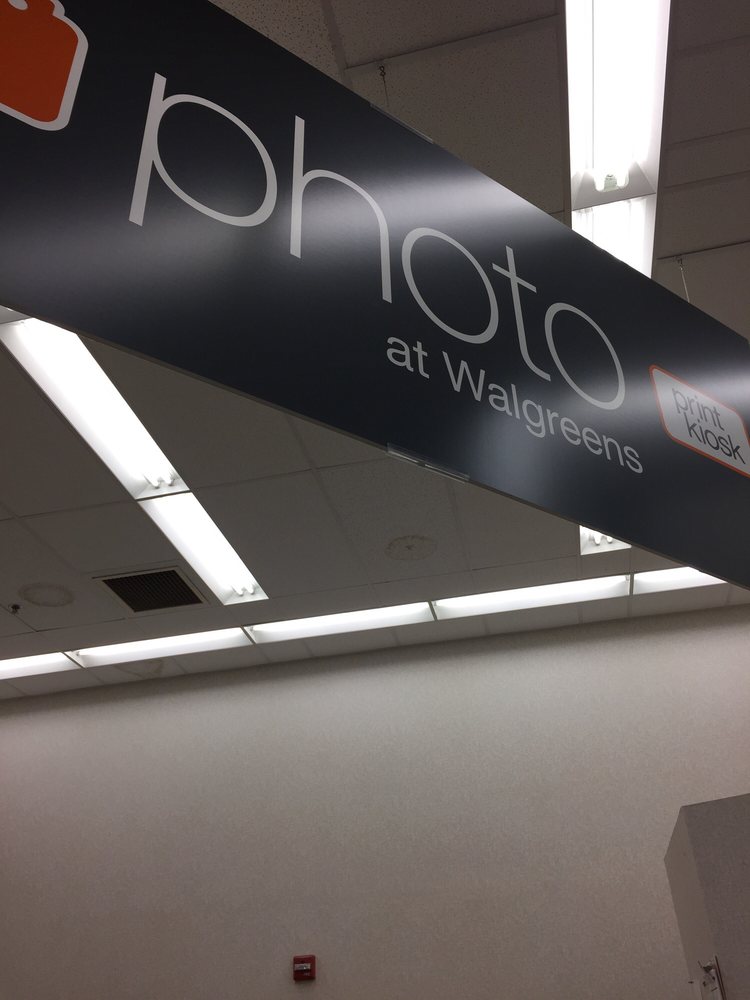 photo
at Walgreens
print
kiosk